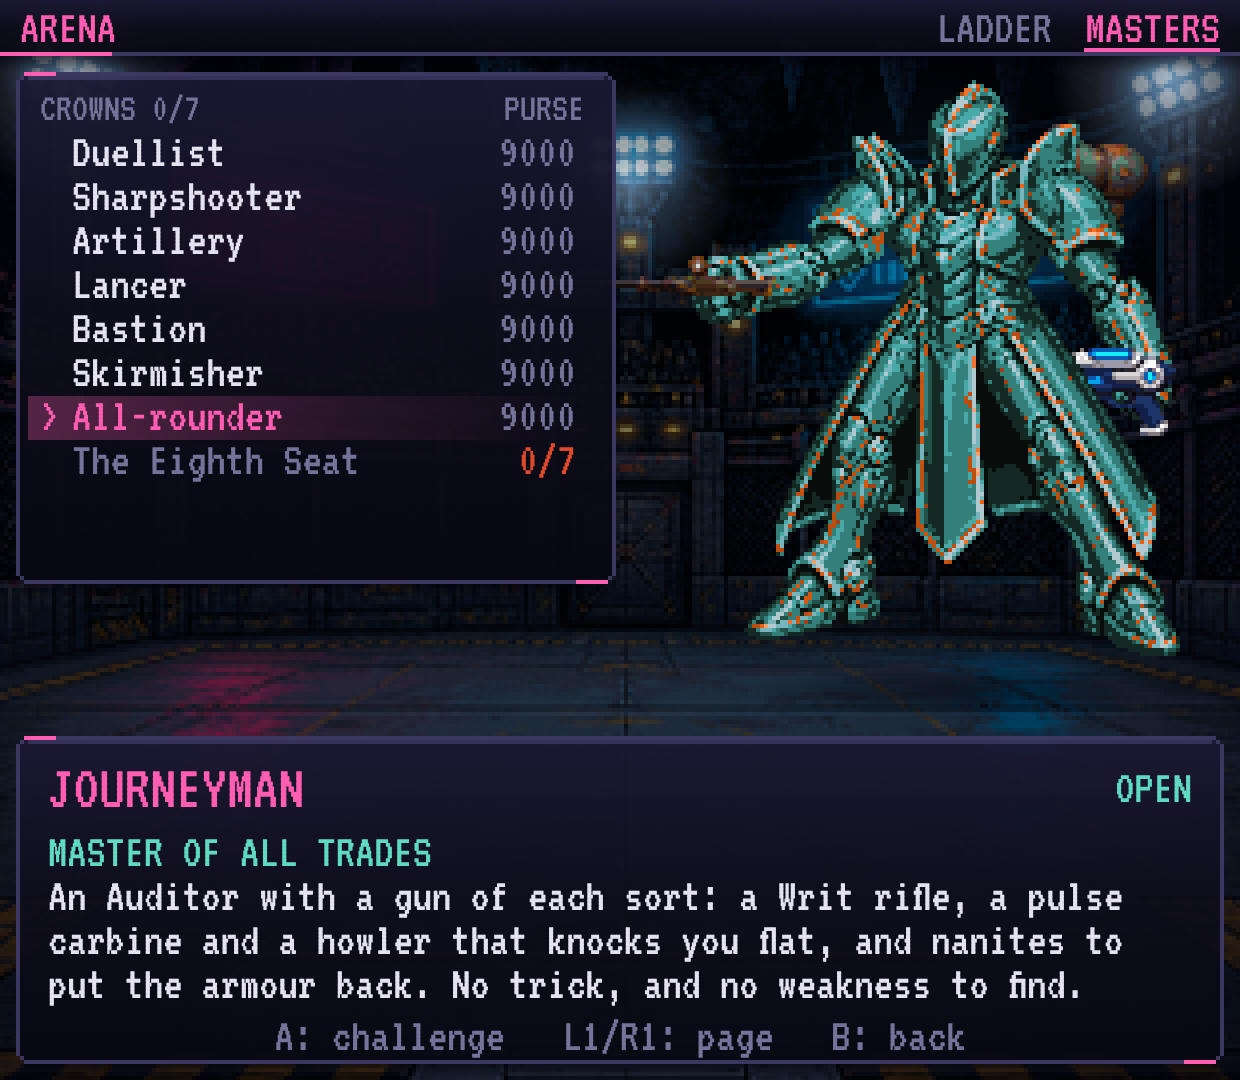 ARENA LADDER MASTERS
CROWNS 0/7 PURSE
Duellist 9000
Sharpshooter 9000
Artillery 9000
Lancer 9000
Bastion 9000
Skirmisher 9000
> All-rounder 9000
The Eighth Seat 0/7
JOURNEYMAN OPEN
MASTER OF ALL TRADES
An Auditor with a gun of each sort: a Writ rifle, a pulse
carbine and a howler that knocks you flat, and nanites to
put the armour back. No trick, and no weakness to find.
A: challenge L1/R1: page B: back